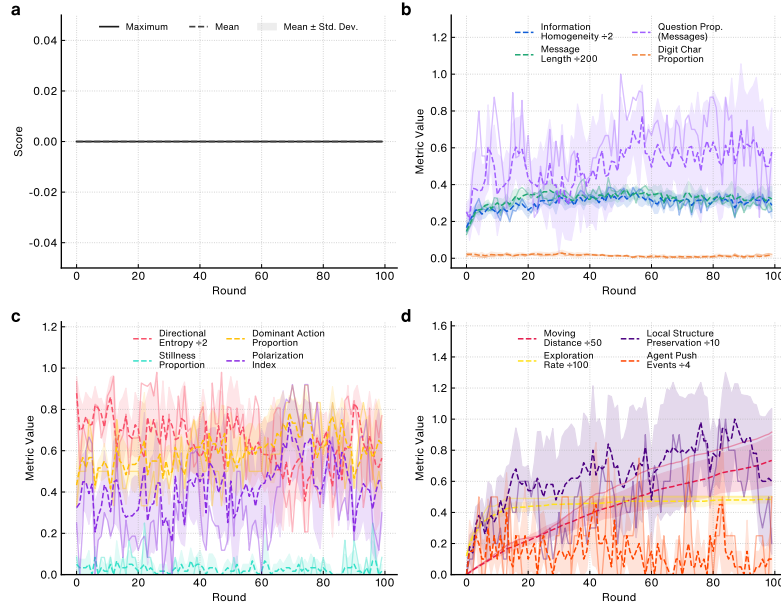 a
Maximum
Mean
Mean ± Std. Dev.
0.04
0.02
0.00
-0.02
-0.04
Score
0 20 40 60 80 100
Round
b
Information
Homogeneity ÷2
Message
Length ÷200
Question Prop.
(Messages)
Digit Char
Proportion
1.2
1.0
0.8
0.6
0.4
0.2
0.0
Metric Value
0 20 40 60 80 100
Round
c
Directional
Entropy ÷2
Stillness
Proportion
Dominant Action
Proportion
Polarization
Index
1.2
1.0
0.8
0.6
0.4
0.2
0.0
Metric Value
0 20 40 60 80 100
Round
d
Moving
Distance ÷50
Exploration
Rate ÷100
Local Structure
Preservation ÷10
Agent Push
Events ÷4
1.6
1.4
1.2
1.0
0.8
0.6
0.4
0.2
0.0
Metric Value
0 20 40 60 80 100
Round